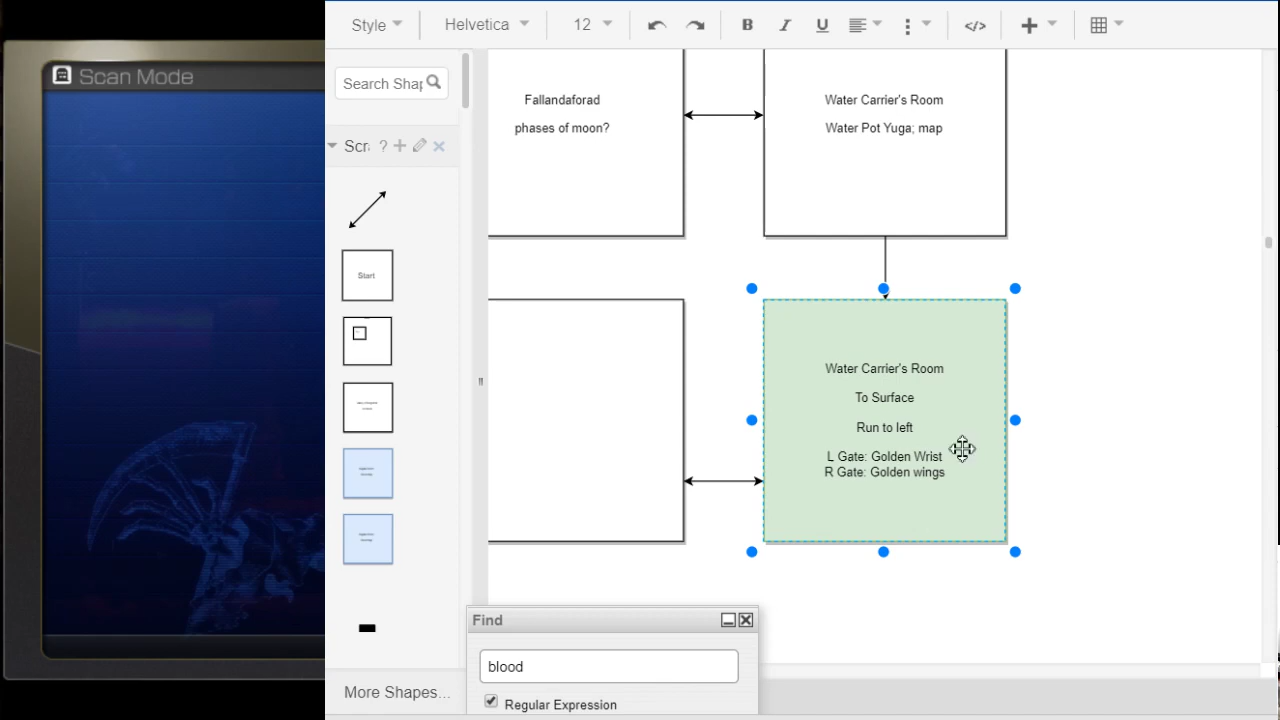 Scan Mode
Style
Helvetica
12
B
I
U
</>
Search Shap
Scr
?
Start
More Shapes...
Fallandaforad
phases of moon?
Water Carrier's Room
Water Pot Yuga; map
Water Carrier's Room
To Surface
Run to left
L Gate: Golden Wrist
R Gate: Golden wings
Find
blood
Regular Expression